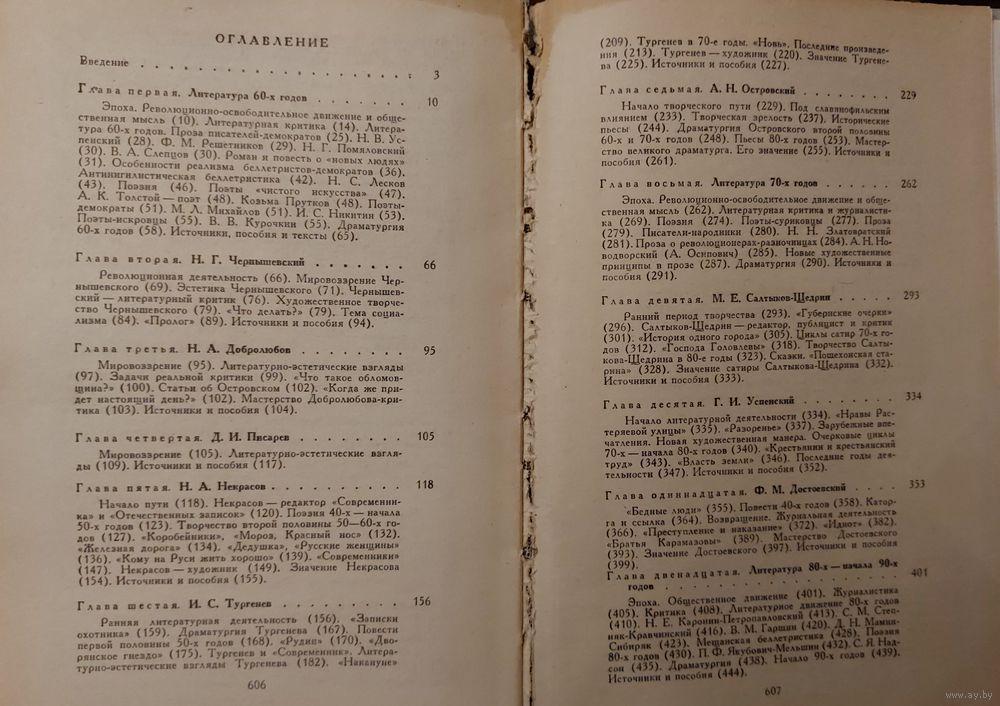 ОГЛАВЛЕНИЕ
Введение . . . . . . . . . . . . . . . . . . 3
Глава первая. Литература 60-х годов . . . . . . . 10
Эпоха. Революционно-освободительное движение и обще-
ственная мысль (10). Литературная критика (14). Литера-
тура 60-х годов. Проза писателей-демократов (25). Н. В. Ус-
пенский (28). Ф. М. Решетников (29). Н. Г. Помяловский
(30). В. А. Слепцов (30). Роман и повесть о «новых людях»
(31). Особенности реализма беллетристов-демократов (36).
Антинигилистическая беллетристика (42). Н. С. Лесков
(43). Поэзия (46). Поэты «чистого искусства» (47).
А. К. Толстой — поэт (48). Козьма Прутков (48). Поэты-
демократы (51). М. Л. Михайлов (51). И. С. Никитин (53).
Поэты-искровцы (55). В. В. Курочкин (55). Драматургия
60-х годов (58). Источники, пособия и тексты (65).
Глава вторая. Н. Г. Чернышевский . . . . . . . 66
Революционная деятельность (66). Мировоззрение Чер-
нышевского (69). Эстетика Чернышевского (71). Чернышев-
ский — литературный критик (76). Художественное творче-
ство Чернышевского (79). «Что делать?» (79). Тема социа-
лизма (84). «Пролог» (89). Источники и пособия (94).
Глава третья. Н. А. Добролюбов . . . . . . . . 95
Мировоззрение (95). Литературно-эстетические взгляды
(97). Задачи реальной критики (99). «Что такое обломов-
щина?» (100). Статьи об Островском (102). «Когда же при-
дет настоящий день?» (102). Мастерство Добролюбова-кри-
тика (103). Источники и пособия (104).
Глава четвертая. Д. И. Писарев . . . . . . . . 105
Мировоззрение (105). Литературно-эстетические взгля-
ды (109). Источники и пособия (117).
Глава пятая. Н. А. Некрасов . . . . . . . . . 118
Начало пути (118). Некрасов — редактор «Современни-
ка» и «Отечественных записок» (120). Поэзия 40-х — начала
50-х годов (123). Творчество второй половины 50—60-х го-
дов (127). «Коробейники», «Мороз, Красный нос» (132).
«Железная дорога» (134). «Дедушка», «Русские женщины»
(136). «Кому на Руси жить хорошо» (139). «Современники»
(147). Некрасов — художник (149). Значение Некрасова
(154). Источники и пособия (155).
Глава шестая. И. С. Тургенев . . . . . . . . . 156
Ранняя литературная деятельность (156). «Записки
охотника» (159). Драматургия Тургенева (167). Повести
первой половины 50-х годов (168). «Рудин» (170). «Дво-
рянское гнездо» (175). Тургенев и «Современник». Литера-
турно-эстетические взгляды Тургенева (182). «Накануне»
606
(209). Тургенев в 70-е годы. «Новь». Последние произведе-
ния (213). Тургенев — художник (220). Значение Тургене-
ва (225). Источники и пособия (227).
Глава седьмая. А. Н. Островский . . . . . . . . 229
Начало творческого пути (229). Под славянофильским
влиянием (233). Творческая зрелость (237). Исторические
пьесы (244). Драматургия Островского второй половины
60-х и 70-х годов (248). Пьесы 80-х годов (253). Мастер-
ство великого драматурга. Его значение (255). Источники и
пособия (261).
Глава восьмая. Литература 70-х годов . . . . . . 262
Эпоха. Революционно-освободительное движение и обще-
ственная мысль (262). Литературная критика и журналисти-
ка (269). Поэзия (274). Поэты-суриковцы (277). Проза
(279). Писатели-народники (280). Н. Н. Златовратский
(281). Проза о революционерах-разночинцах (284). А. Н. Но-
водворский (А. Осипович) (285). Новые художественные
принципы в прозе (287). Драматургия (290). Источники и
пособия (291).
Глава девятая. М. Е. Салтыков-Щедрин . . . . . 293
Ранний период творчества (293). «Губернские очерки»
(296). Салтыков-Щедрин — редактор, публицист и критик
(301). «История одного города» (305). Циклы сатир 70-х го-
дов (312). «Господа Головлевы» (318). Творчество Салты-
кова-Щедрина в 80-е годы (323). Сказки. «Пошехонская ста-
рина» (328). Значение сатиры Салтыкова-Щедрина (332).
Источники и пособия (333).
Глава десятая. Г. И. Успенский . . . . . . . . 334
Начало литературной деятельности (334). «Нравы Рас-
теряевой улицы» (335). «Разоренье» (337). Зарубежные впе-
чатления. Новая художественная манера. Очерковые циклы
70-х — начала 80-х годов (340). «Крестьянин и крестьянский
труд» (343). «Власть земли» (346). Последние годы дея-
тельности (347). Источники и пособия (352).
Глава одиннадцатая. Ф. М. Достоевский . . . . 353
«Бедные люди» (355). Повести 40-х годов (358). Катор-
га и ссылка (364). Возвращение. Журнальная деятельность
(366). «Преступление и наказание» (372). «Идиот» (382).
«Братья Карамазовы» (389). Мастерство Достоевского
(393). Значение Достоевского (397). Источники и пособия
(399).
Глава двенадцатая. Литература 80-х — начала 90-х
годов . . . . . . . . . . . . . . . . 401
Эпоха. Общественное движение (401). Журналистика
(405). Критика (408). Литературное движение 80-х годов
(410). Н. Е. Каронин-Петропавловский (413). С. М. Степ-
няк-Кравчинский (416). В. М. Гаршин (420). Д. Н. Мамин-
Сибиряк (423). Мещанская беллетристика (428). Поэзия
80-х годов (430). П. Ф. Якубович-Мельшин (432). С. Я. Над-
сон (435). Драматургия (438). Начало 90-х годов (439).
Источники и пособия (444).
607
www.ay.by